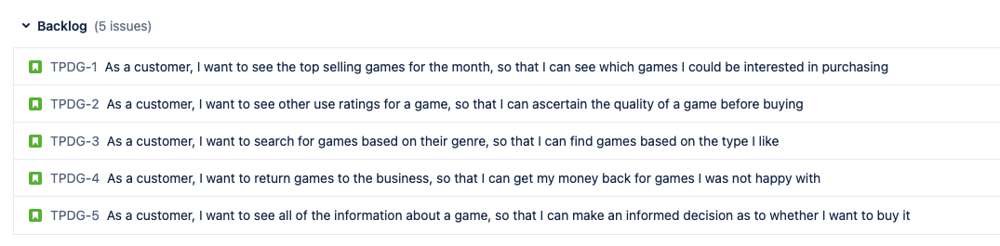 Backlog (5 issues)
TPDG-1 As a customer, I want to see the top selling games for the month, so that I can see which games I could be interested in purchasing
TPDG-2 As a customer, I want to see other use ratings for a game, so that I can ascertain the quality of a game before buying
TPDG-3 As a customer, I want to search for games based on their genre, so that I can find games based on the type I like
TPDG-4 As a customer, I want to return games to the business, so that I can get my money back for games I was not happy with
TPDG-5 As a customer, I want to see all of the information about a game, so that I can make an informed decision as to whether I want to buy it